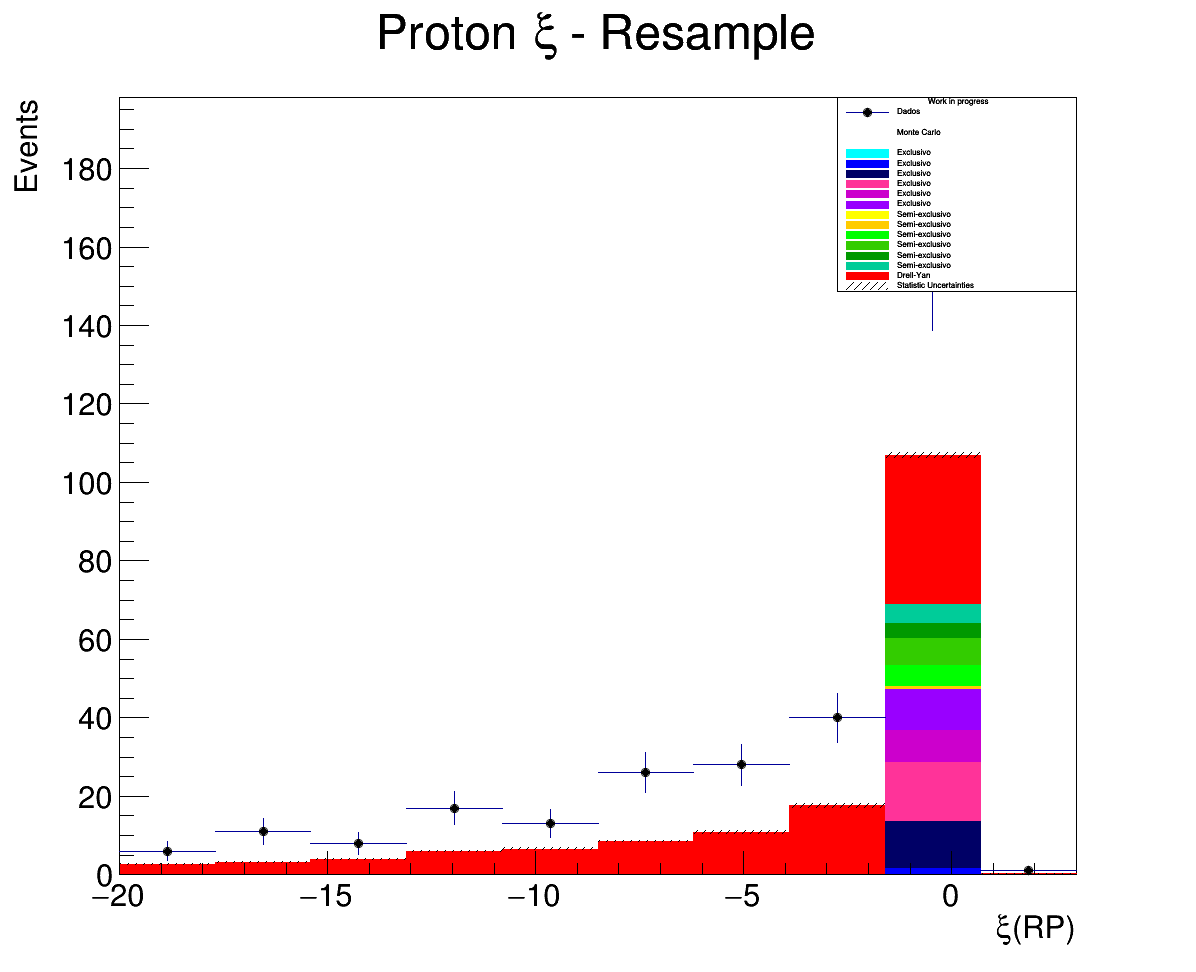 Proton ξ - Resample
Events
Work in progress
Dados
Monte Carlo
Exclusivo
Exclusivo
Exclusivo
Exclusivo
Exclusivo
Exclusivo
Semi-exclusivo
Semi-exclusivo
Semi-exclusivo
Semi-exclusivo
Semi-exclusivo
Semi-exclusivo
Drell-Yan
Statistic Uncertainties
180
160
140
120
100
80
60
40
20
0
−20 −15 −10 −5 0
ξ(RP)